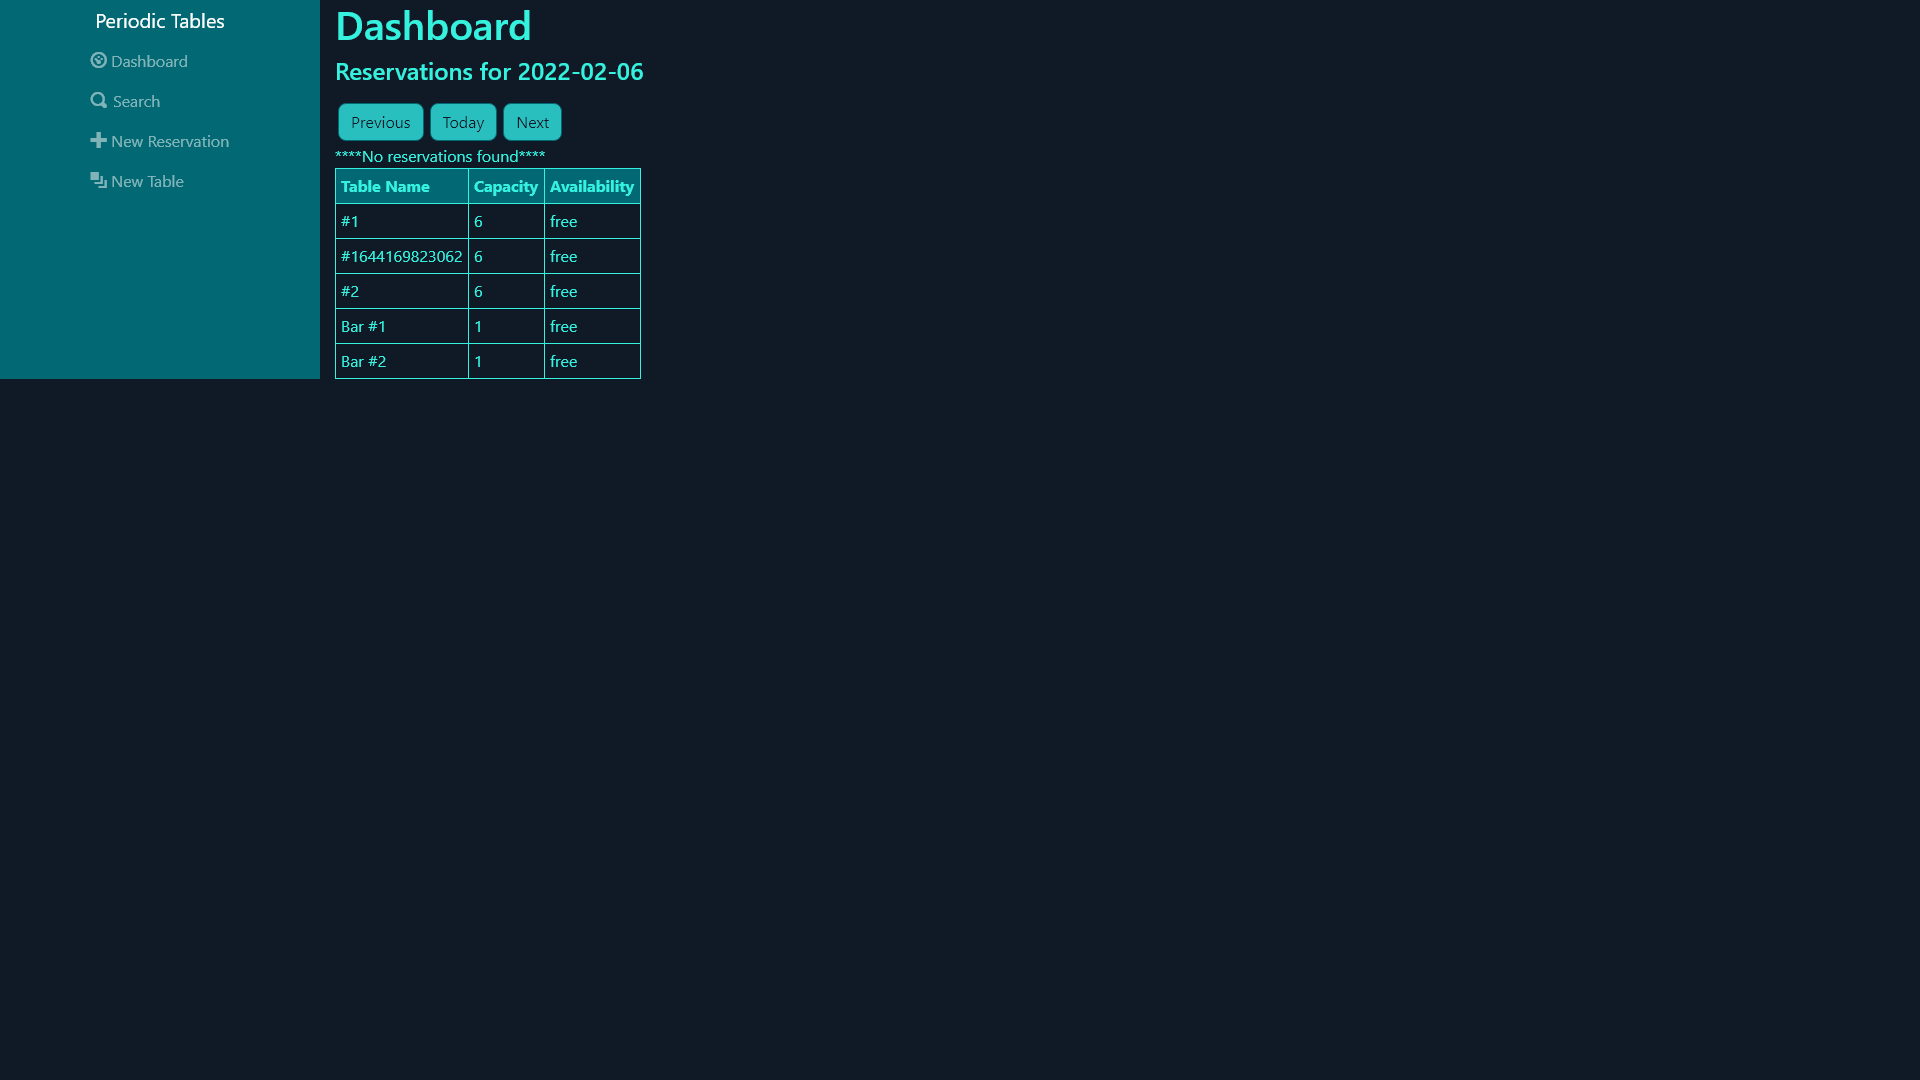 Periodic Tables
Dashboard
Search
New Reservation
New Table
Dashboard
Reservations for 2022-02-06
Previous Today Next
****No reservations found****
Table Name Capacity Availability
#1 6 free
#1644169823062 6 free
#2 6 free
Bar #1 1 free
Bar #2 1 free